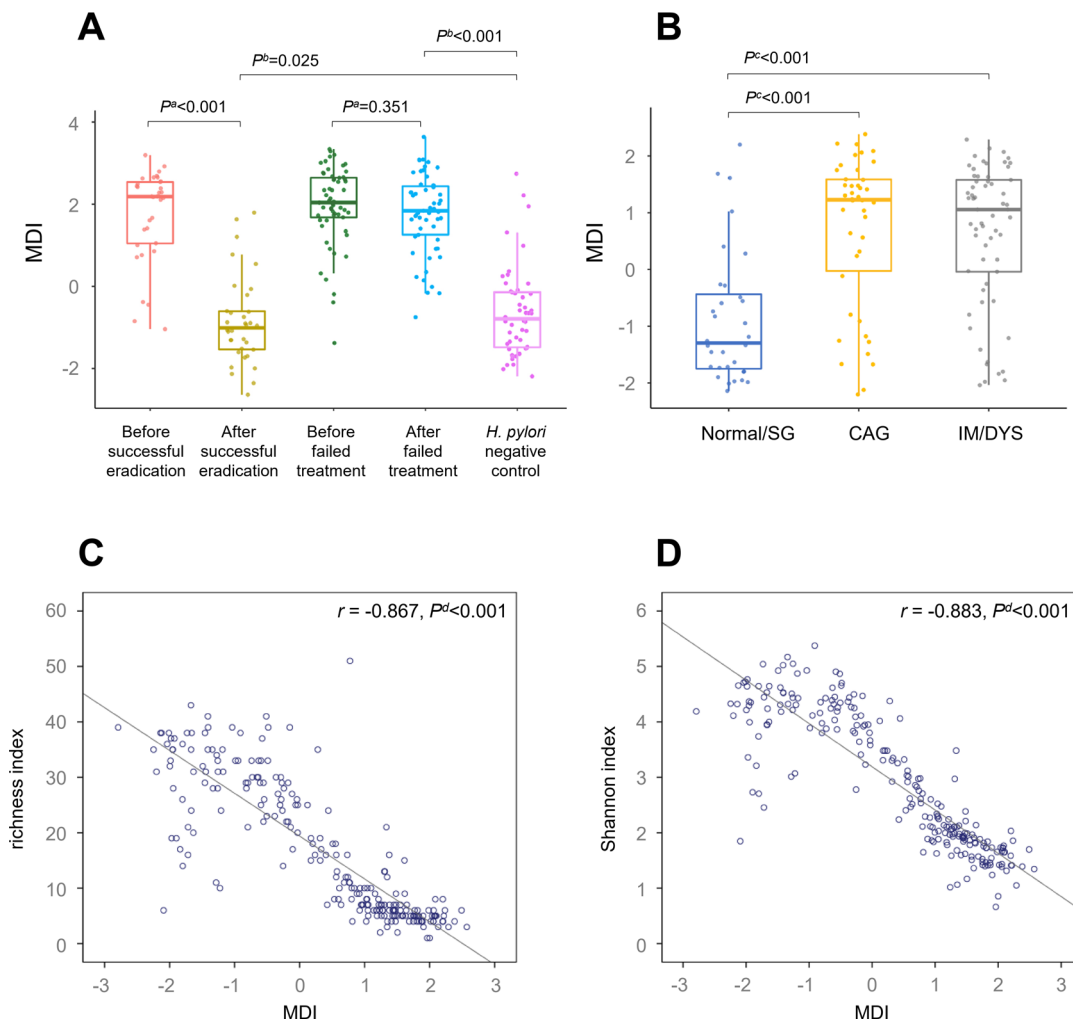 A
P^b<0.001
P^b=0.025
P^a<0.001
P^a=0.351
4
2
0
-2
MDI
Before successful eradication
After successful eradication
Before failed treatment
After failed treatment
H. pylori negative control
B
P^c<0.001
P^c<0.001
2
1
0
-1
-2
MDI
Normal/SG
CAG
IM/DYS
C
r = -0.867, P^d<0.001
60
50
40
30
20
10
0
richness index
-3 -2 -1 0 1 2 3
MDI
D
r = -0.883, P^d<0.001
6
5
4
3
2
1
0
Shannon index
-3 -2 -1 0 1 2 3
MDI